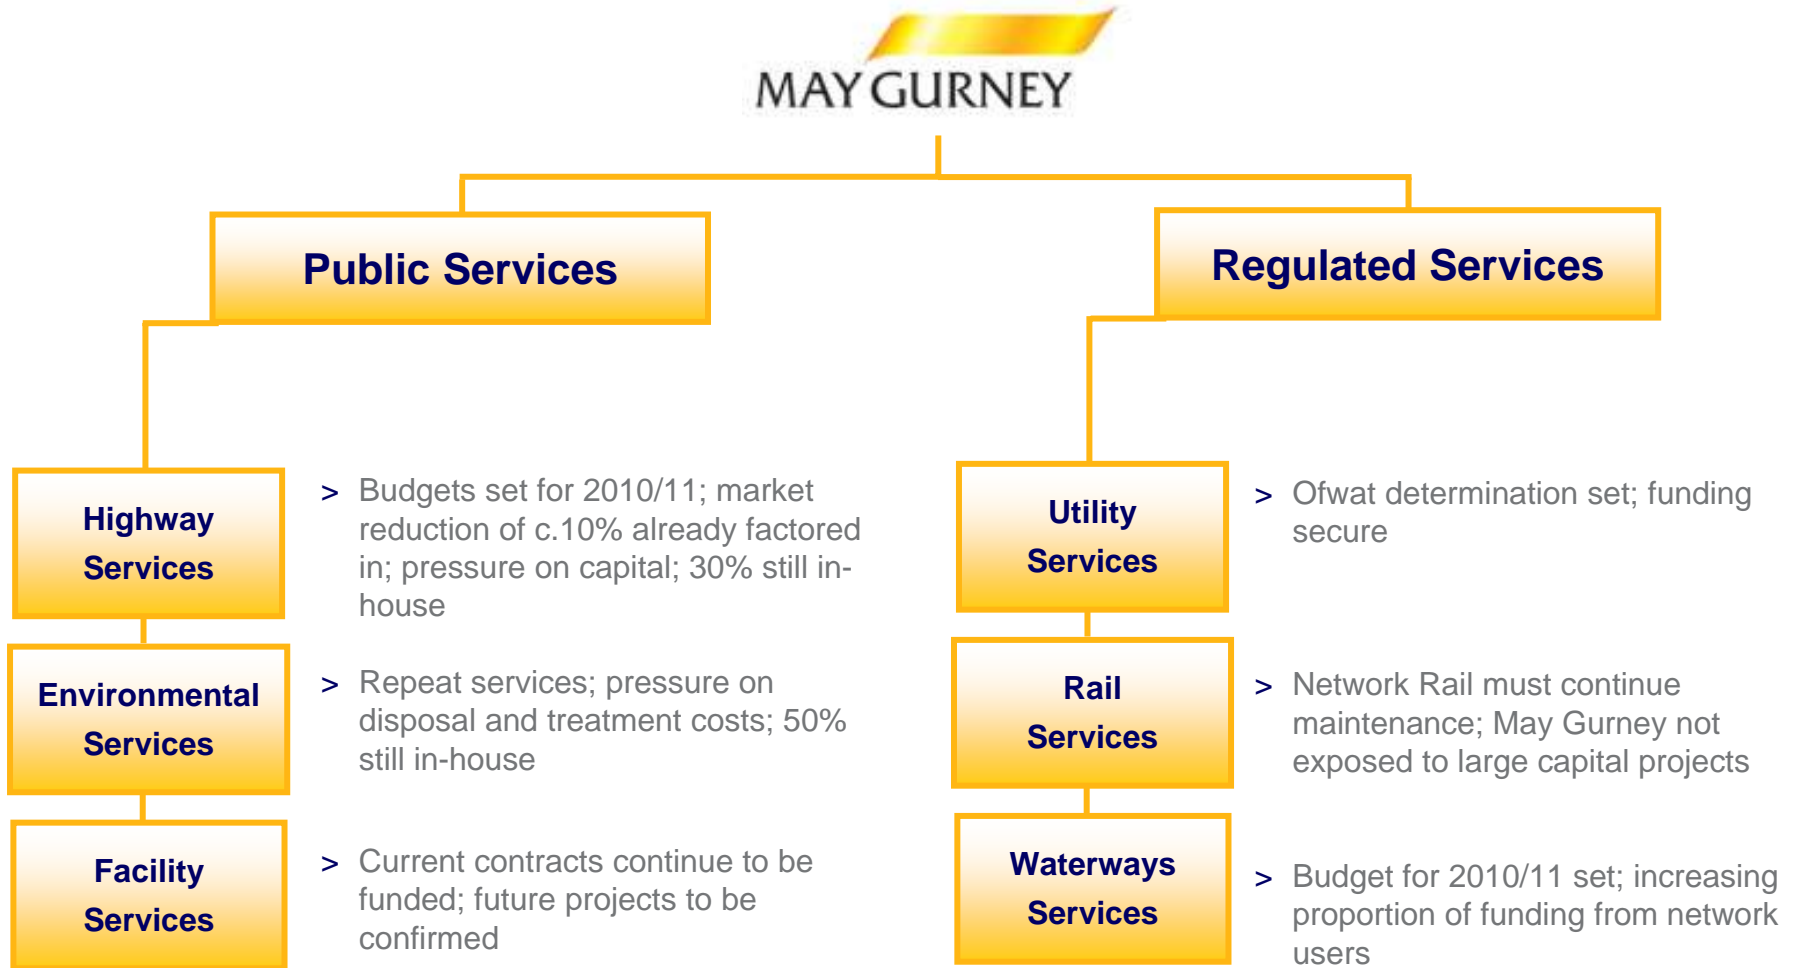 MAY GURNEY
Public Services
Regulated Services
Highway
Services
> Budgets set for 2010/11; market
reduction of c.10% already factored
in; pressure on capital; 30% still in-
house
Environmental
Services
> Repeat services; pressure on
disposal and treatment costs; 50%
still in-house
Facility
Services
> Current contracts continue to be
funded; future projects to be
confirmed
Utility
Services
> Ofwat determination set; funding
secure
Rail
Services
> Network Rail must continue
maintenance; May Gurney not
exposed to large capital projects
Waterways
Services
> Budget for 2010/11 set; increasing
proportion of funding from network
users